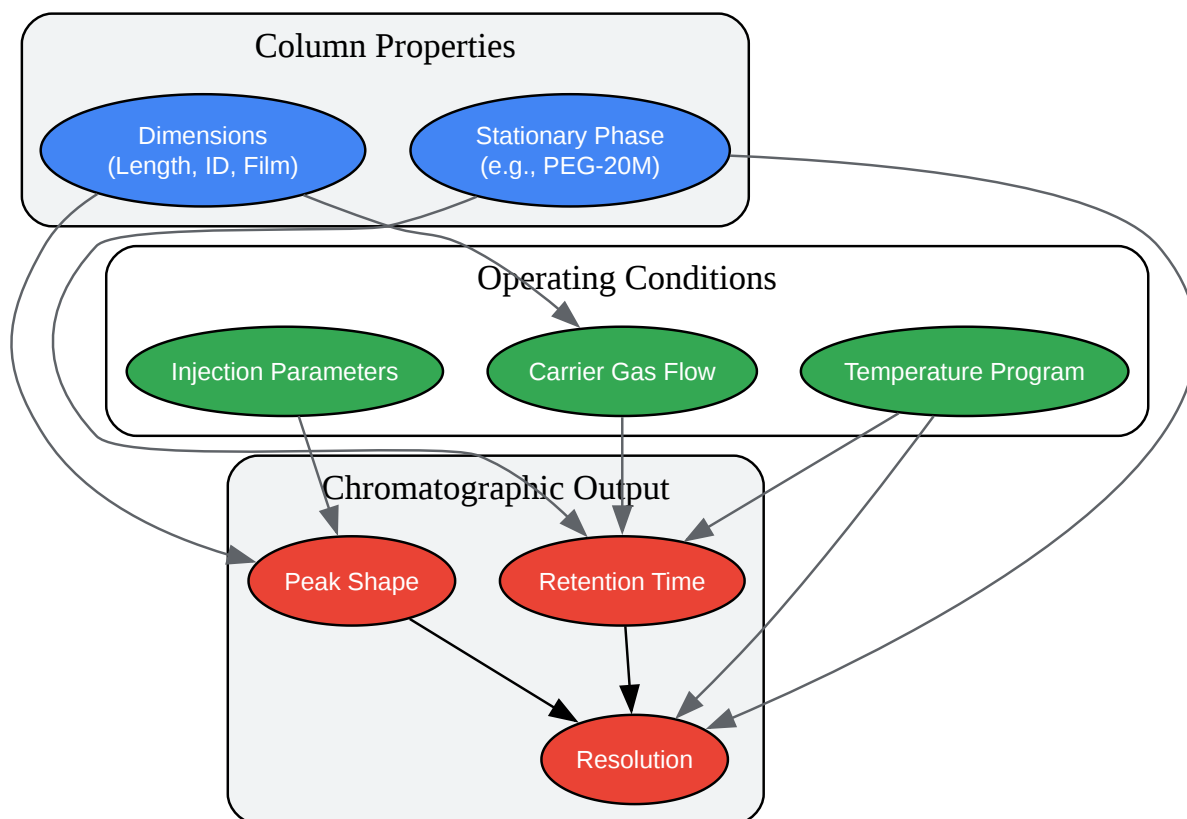 Column Properties
Dimensions
(Length, ID, Film)
Stationary Phase
(e.g., PEG-20M)
Operating Conditions
Injection Parameters
Carrier Gas Flow
Temperature Program
Chromatographic Output
Peak Shape
Retention Time
Resolution